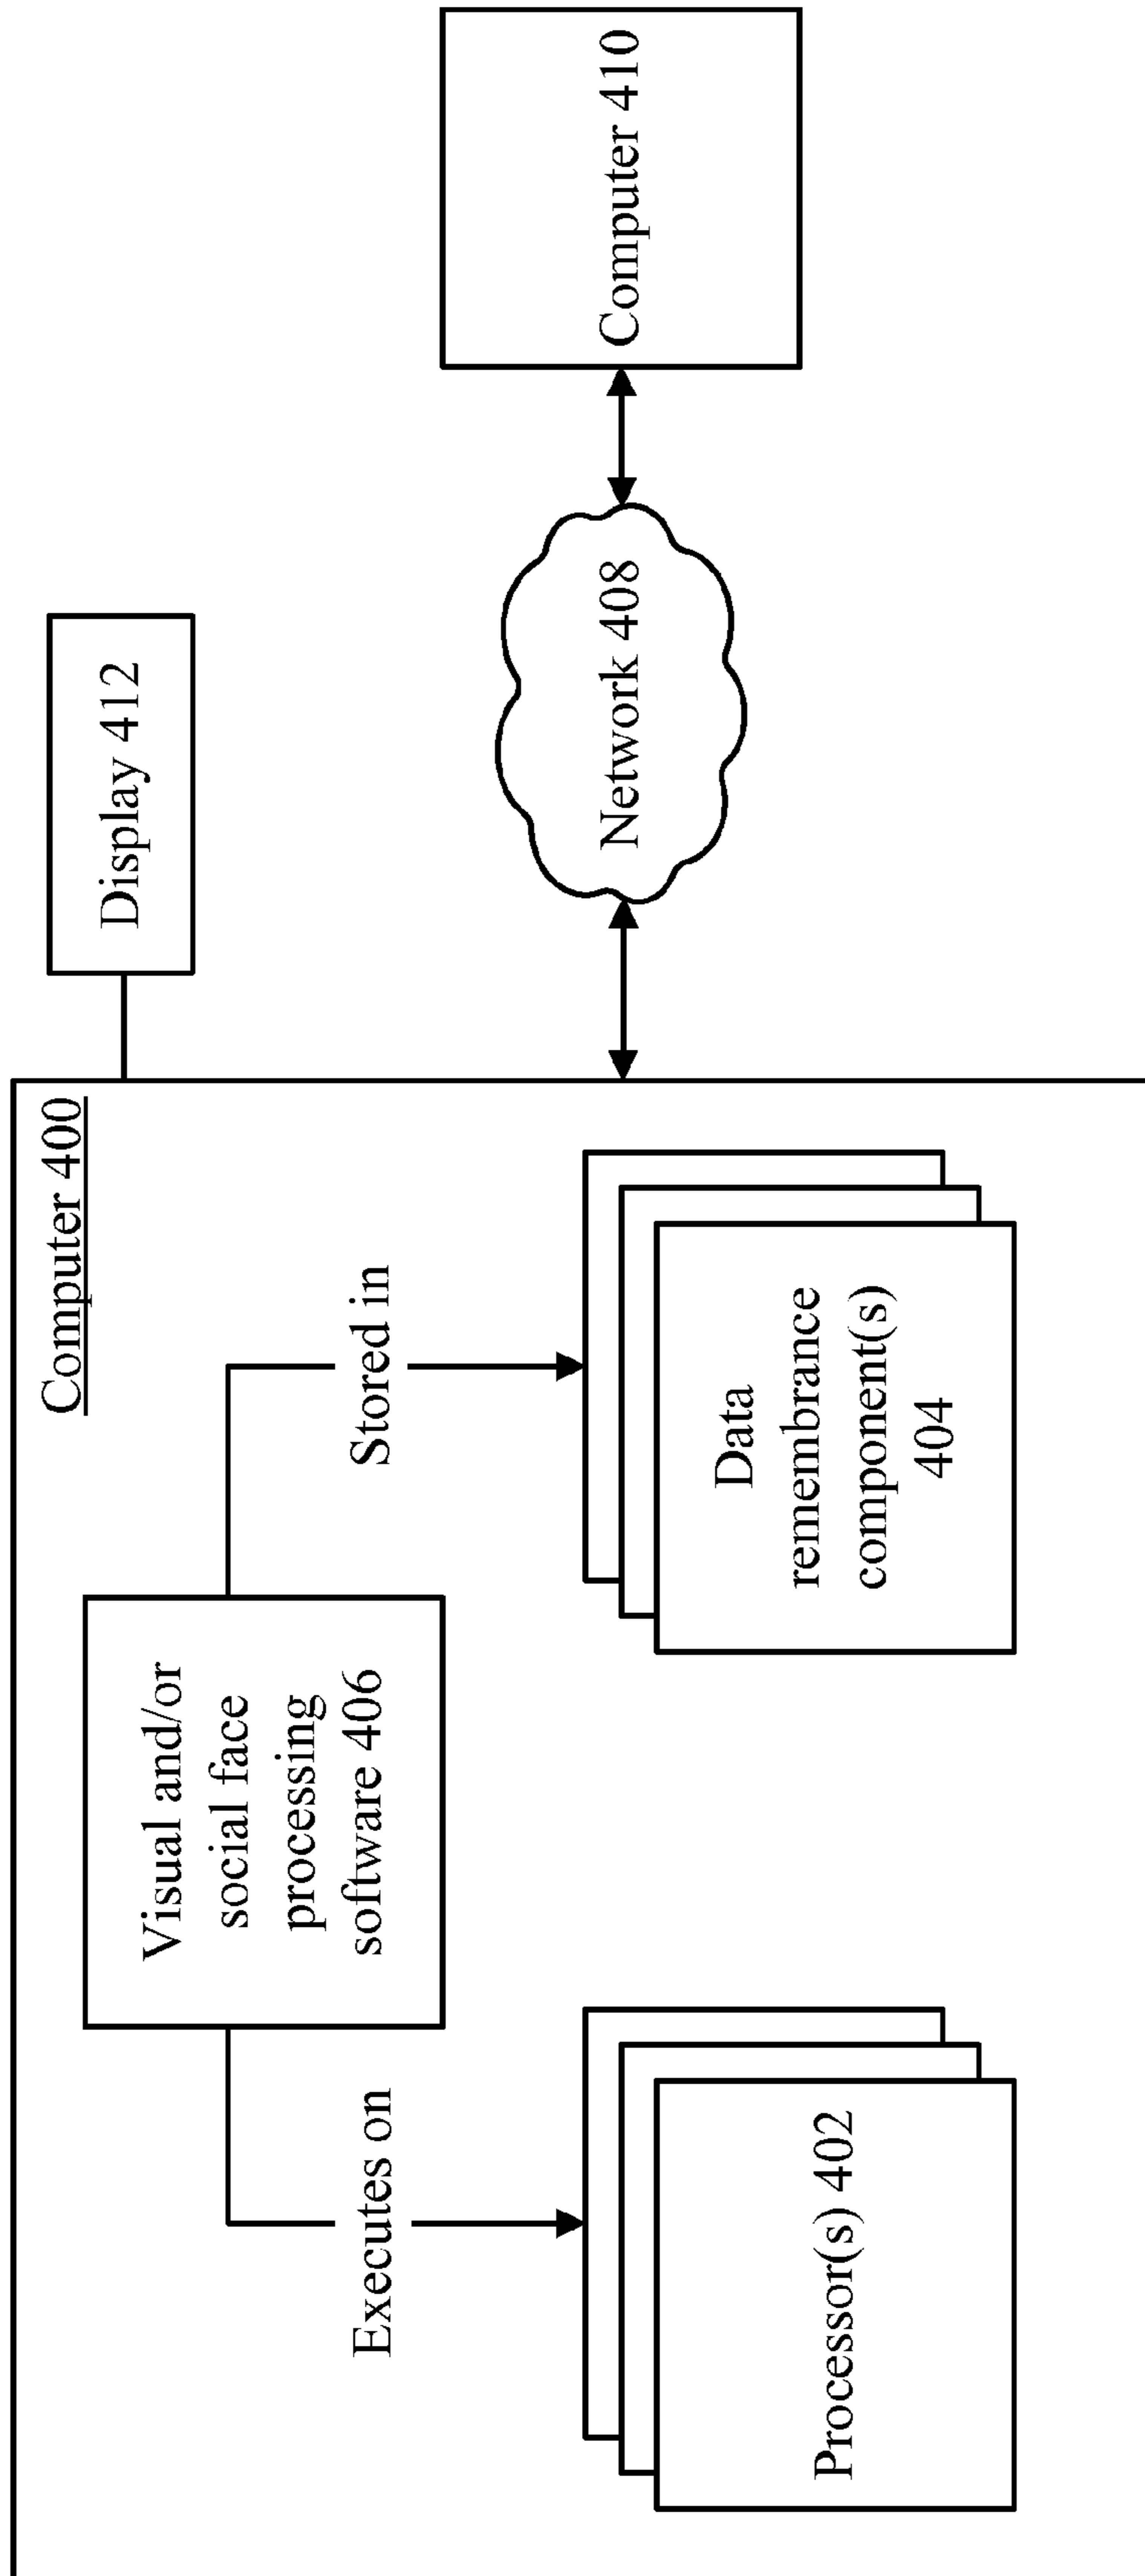 Computer 400
Visual and/or
social face
processing
software 406
Executes on
Stored in
Processor(s) 402
Data
remembrance
component(s)
404
Display 412
Network 408
Computer 410